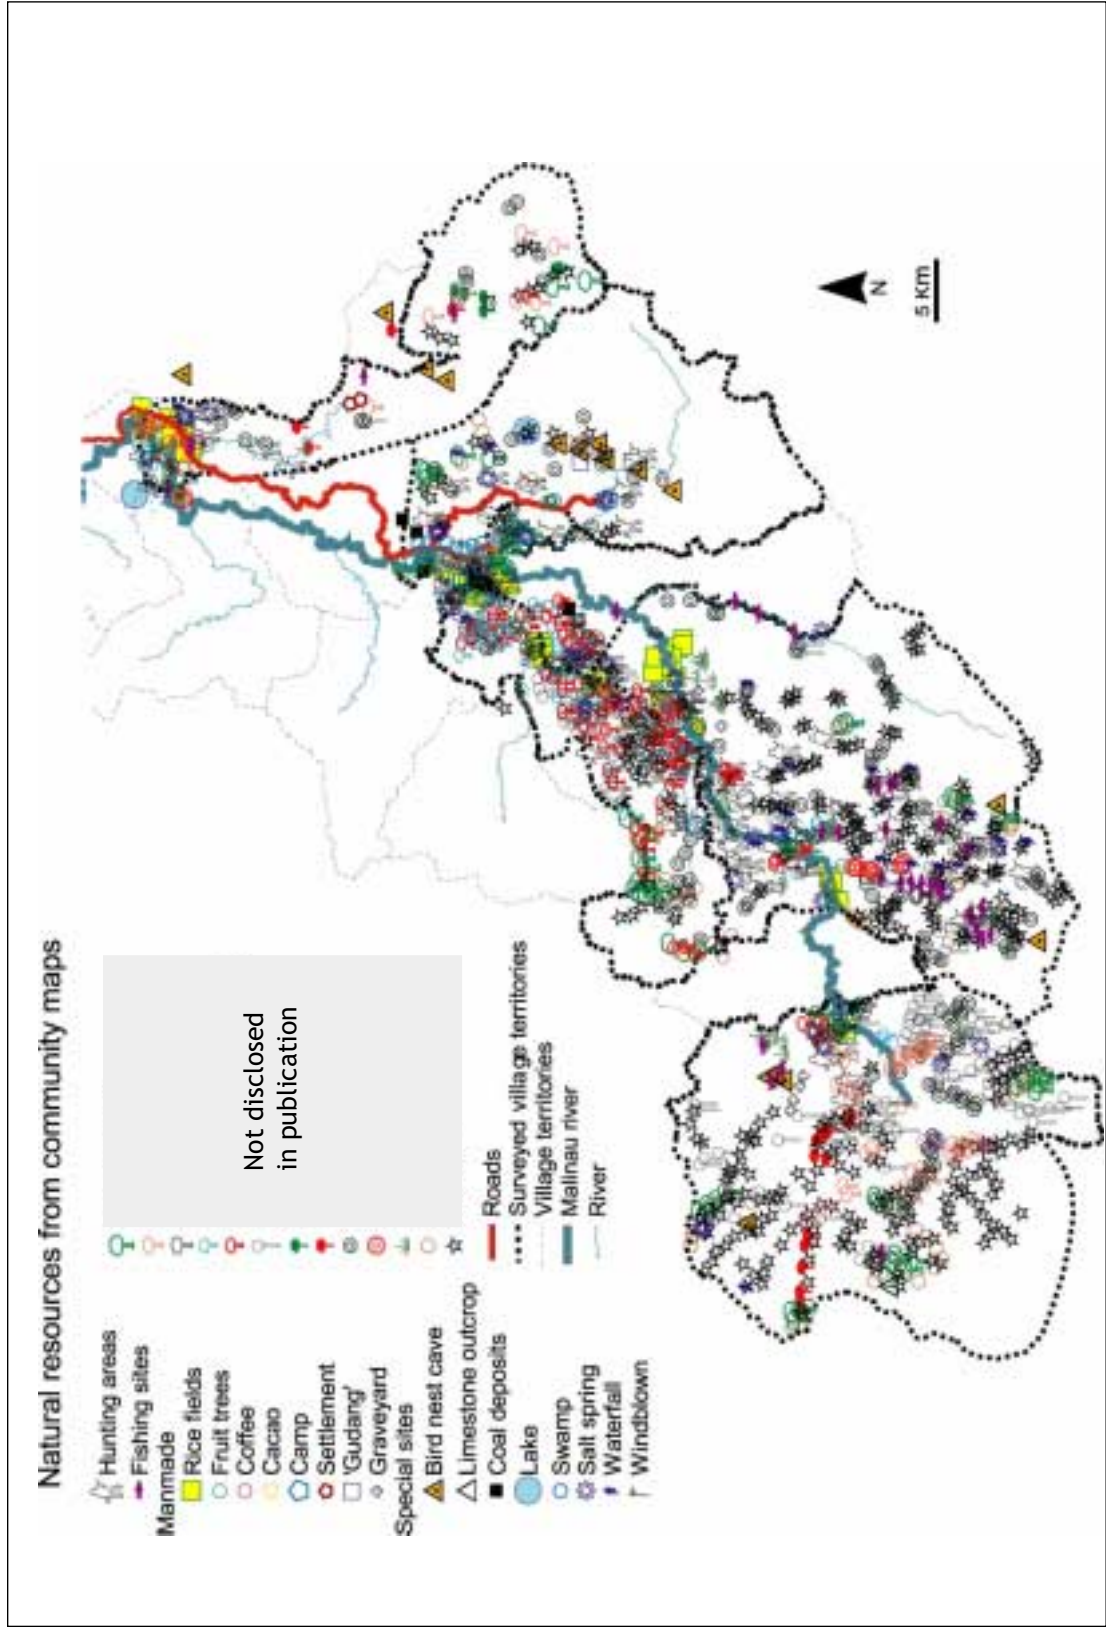 Natural resources from community maps
Hunting areas
Fishing sites
Manmade
Rice fields
Fruit trees
Coffee
Cacao
Camp
Settlement
'Gudang'
Graveyard
Special sites
Bird nest cave
Limestone outcrop
Coal deposits
Lake
Swamp
Salt spring
Waterfall
Windblown
Not disclosed
in publication
Roads
Surveyed village territories
Village territories
Malinau river
River
N
5 Km